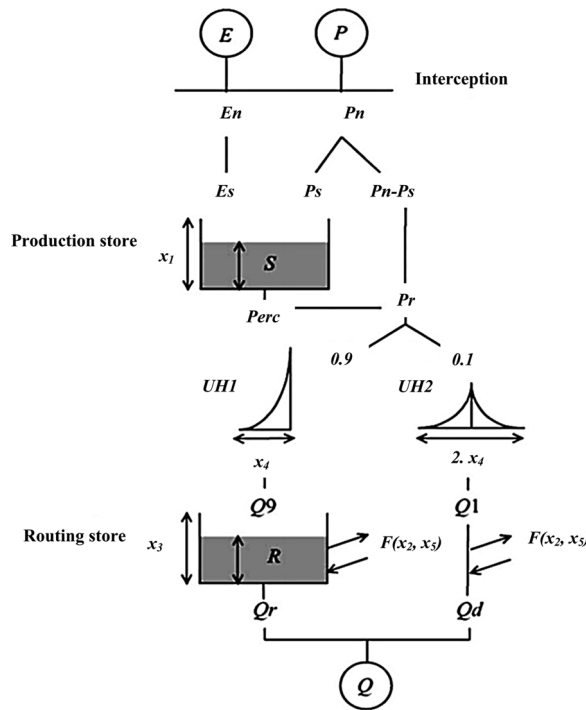 E P
Interception
En Pn
Es Ps Pn-Ps
Production store
x1 S
Perc Pr
0.9 0.1
UH1 UH2
x4 2. x4
Q9 Q1
Routing store
x3 R F(x2, x5) F(x2, x5)
Qr Qd
Q